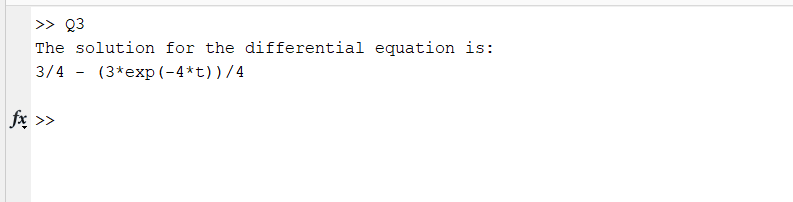 >> Q3
The solution for the differential equation is:
3/4 - (3*exp(-4*t))/4
fx >>